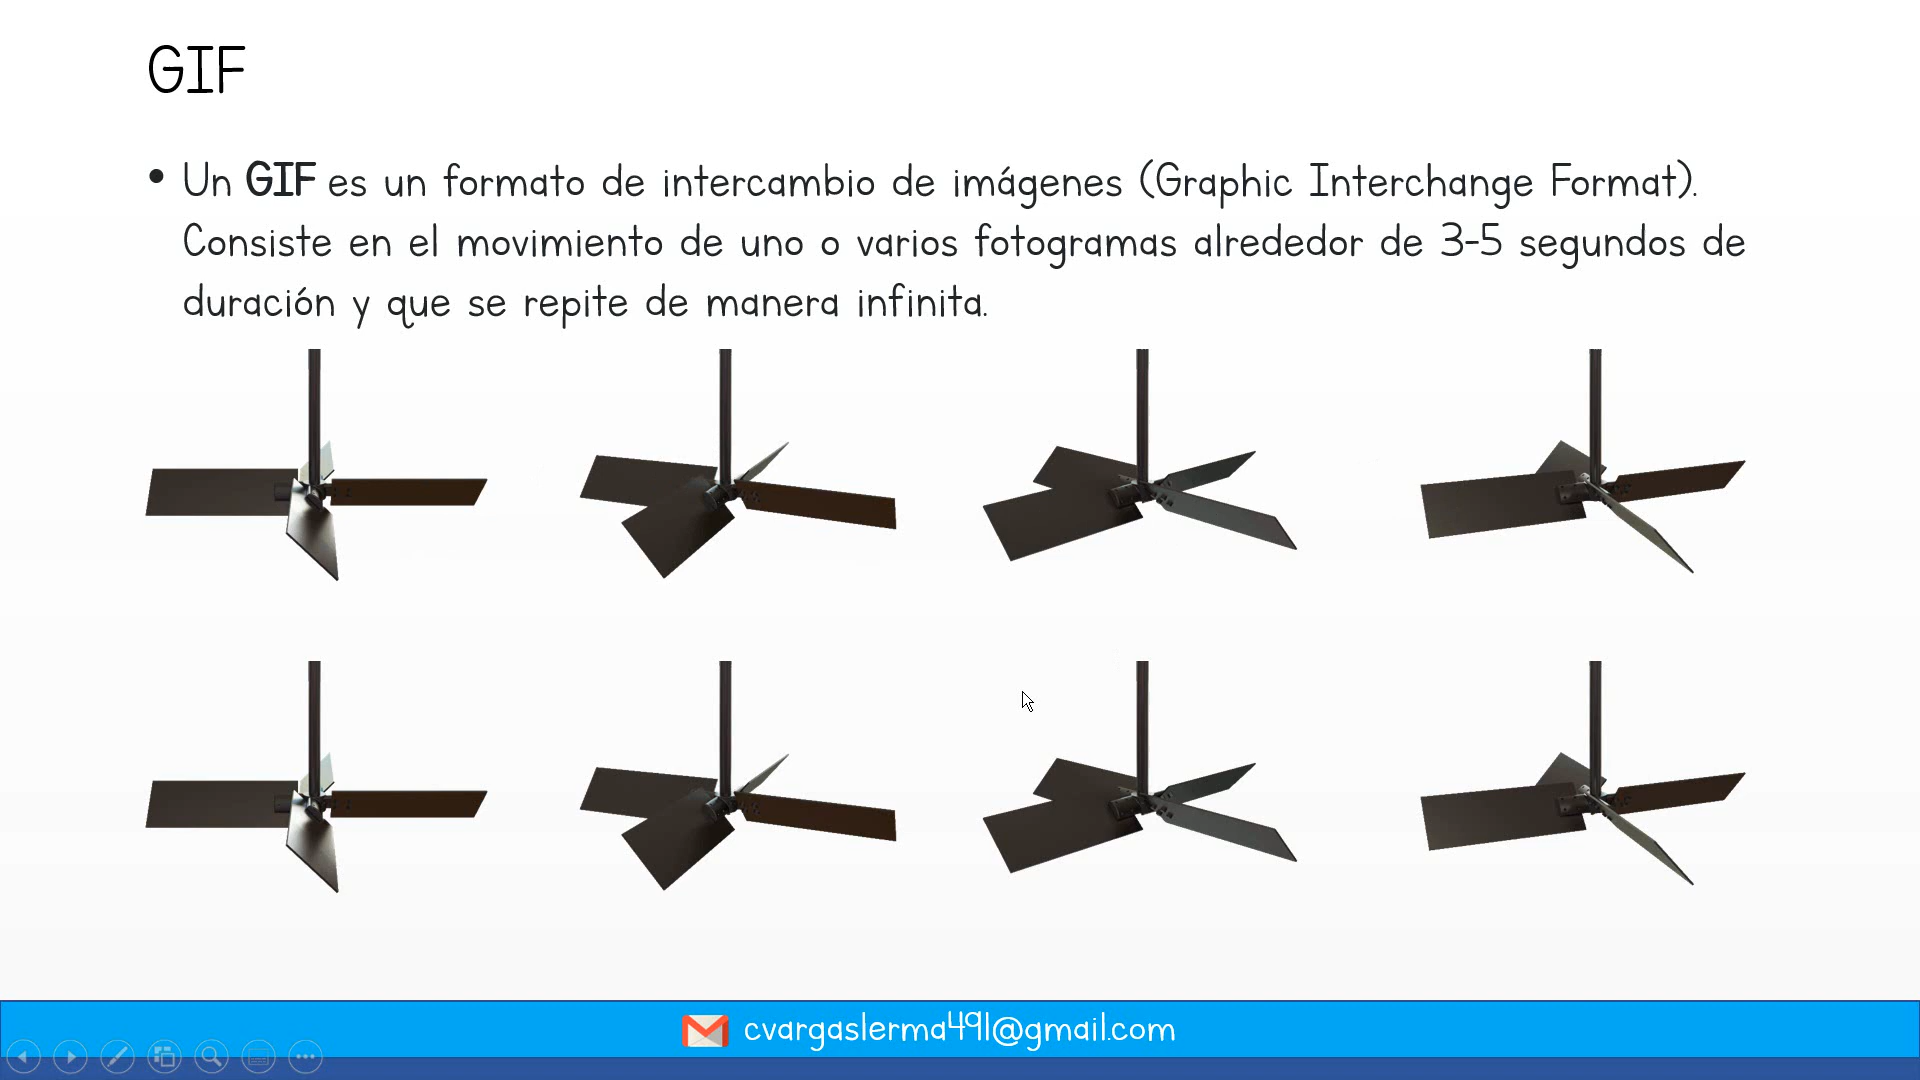 GIF
• Un GIF es un formato de intercambio de imágenes (Graphic Interchange Format).
Consiste en el movimiento de uno o varios fotogramas alrededor de 3-5 segundos de
duración y que se repite de manera infinita.
cvargaslerma491@gmail.com